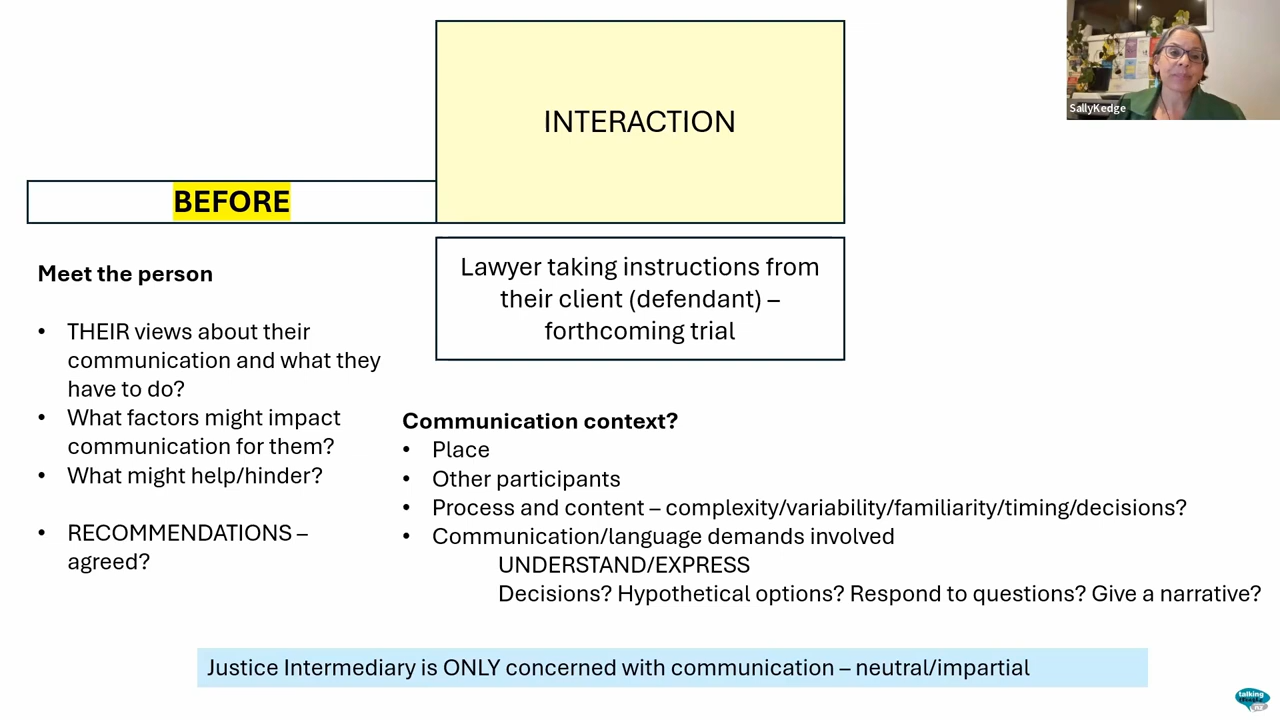 INTERACTION
SallyKedge
BEFORE
Lawyer taking instructions from
their client (defendant) –
forthcoming trial
Meet the person
• THEIR views about their
communication and what they
have to do?
• What factors might impact
communication for them?
• What might help/hinder?
• RECOMMENDATIONS –
agreed?
Communication context?
• Place
• Other participants
• Process and content – complexity/variability/familiarity/timing/decisions?
• Communication/language demands involved
UNDERSTAND/EXPRESS
Decisions? Hypothetical options? Respond to questions? Give a narrative?
Justice Intermediary is ONLY concerned with communication – neutral/impartial
talking